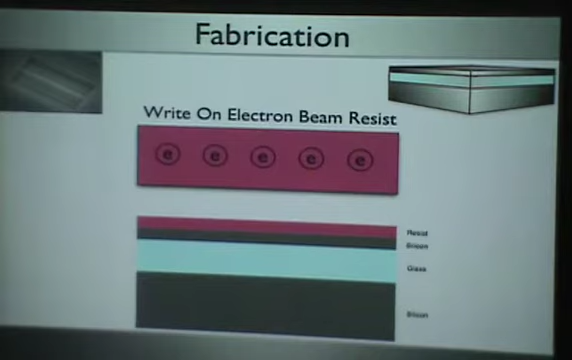 Fabrication
Write On Electron Beam Resist
e e e e e
Resist
Silicon
Glass
Silicon